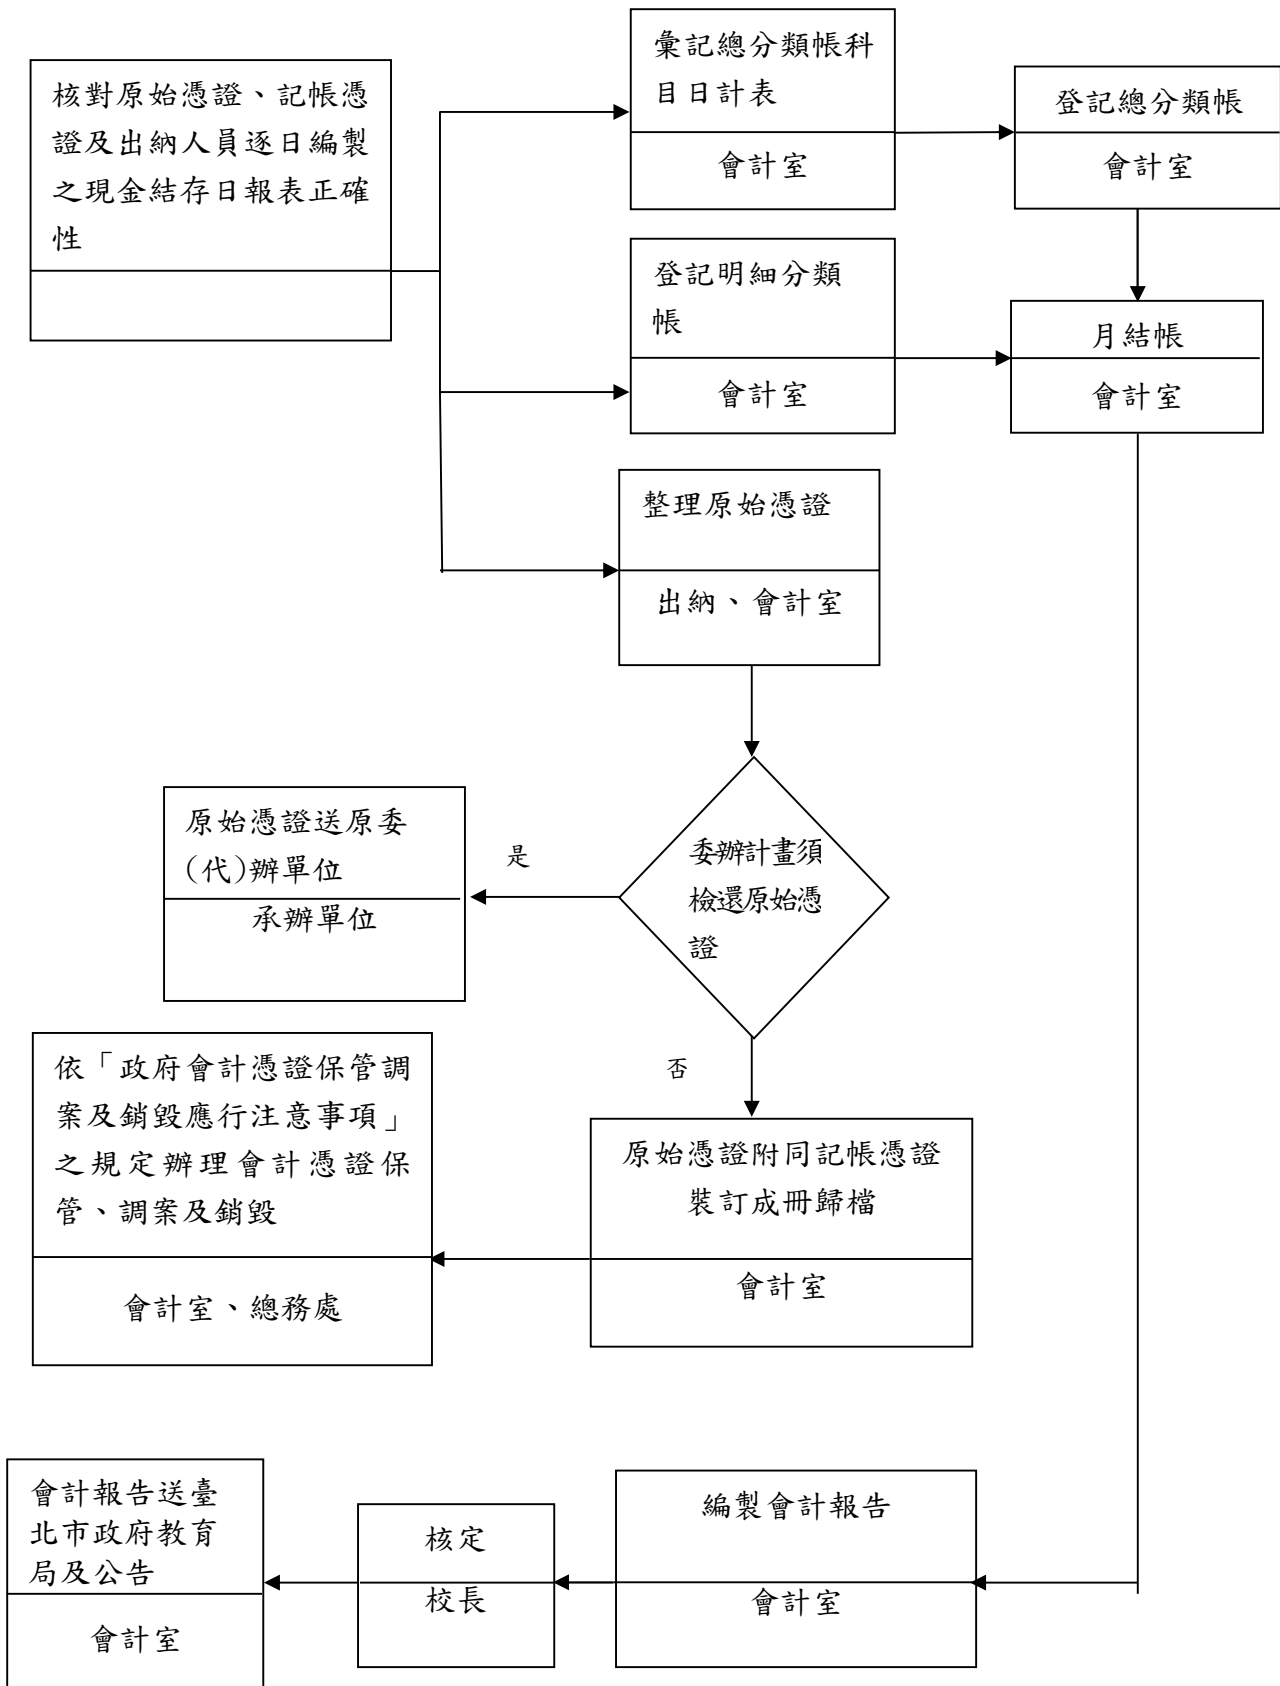 核對原始憑證、記帳憑
證及出納人員逐日編製
之現金結存日報表正確
性
彙記總分類帳科
目日計表
會計室
登記總分類帳
會計室
登記明細分類
帳
會計室
月結帳
會計室
整理原始憑證
出納、會計室
委辦計畫須
檢還原始憑
證
是
原始憑證送原委
(代)辦單位
承辦單位
否
原始憑證附同記帳憑證
裝訂成冊歸檔
會計室
依「政府會計憑證保管調
案及銷毀應行注意事項」
之規定辦理會計憑證保
管、調案及銷毀
會計室、總務處
編製會計報告
會計室
核定
校長
會計報告送臺
北市政府教育
局及公告
會計室